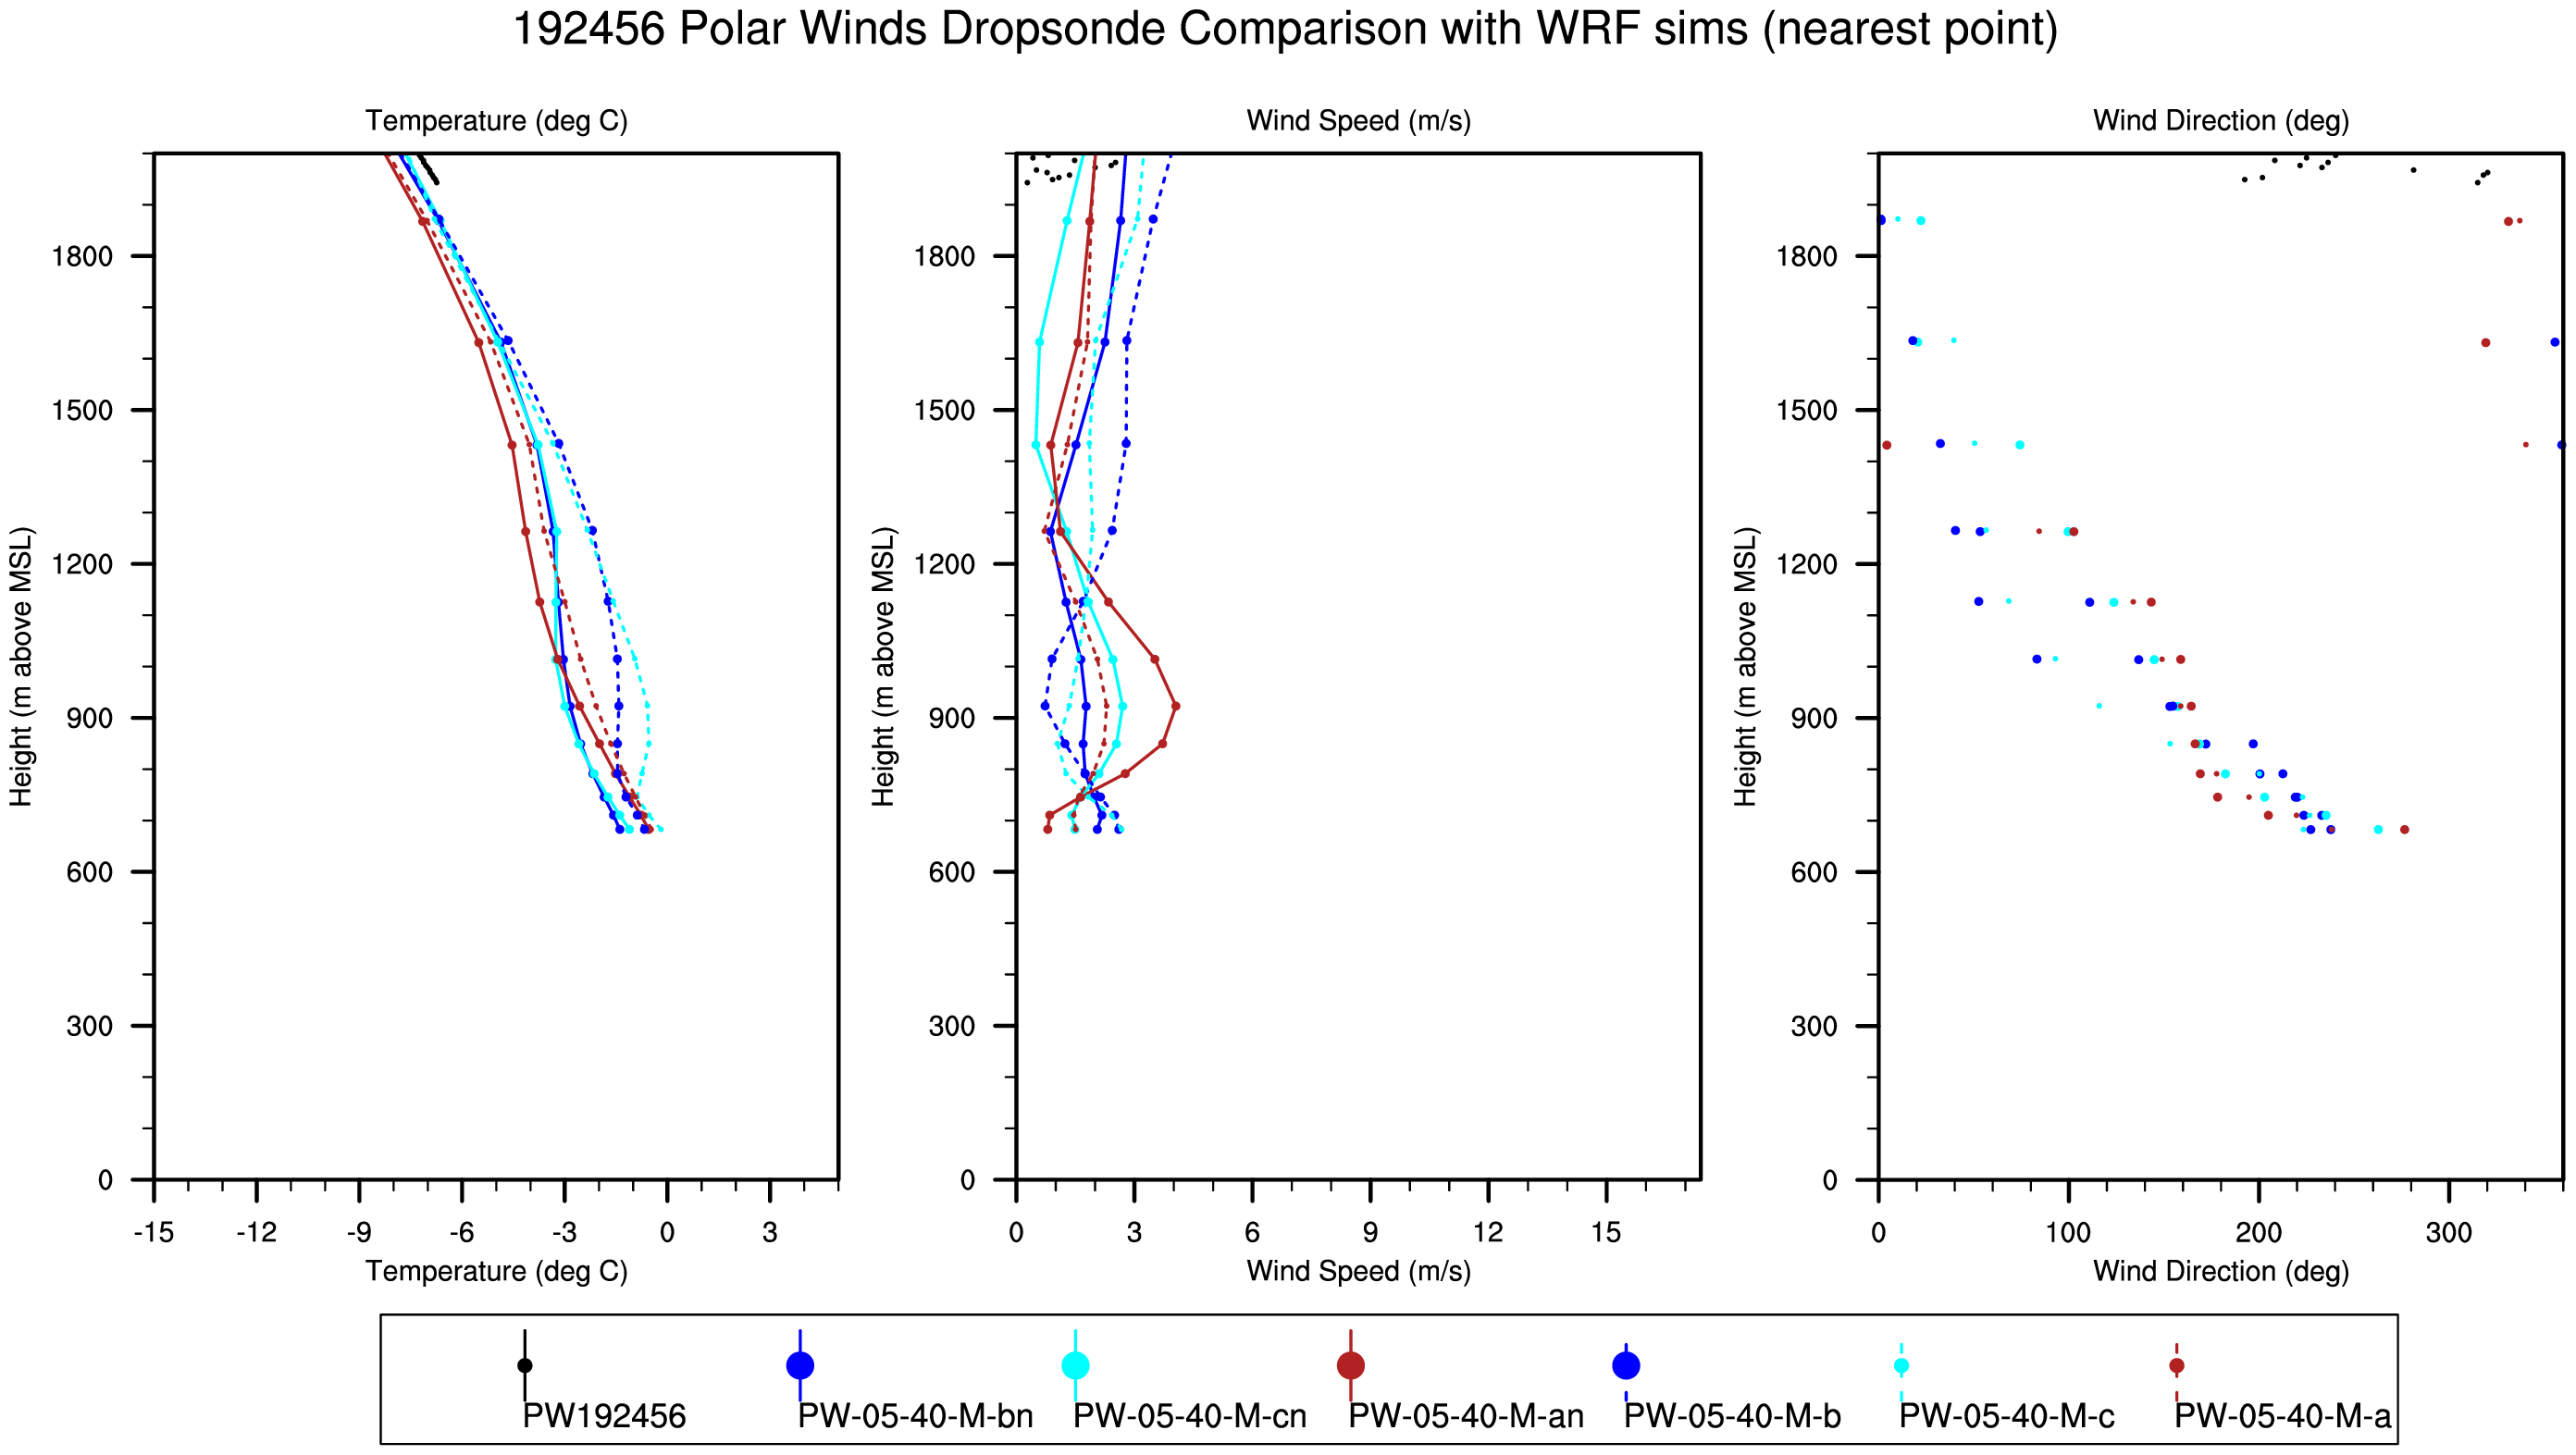 192456 Polar Winds Dropsonde Comparison with WRF sims (nearest point)
Temperature (deg C)
Wind Speed (m/s)
Wind Direction (deg)
Height (m above MSL)
1800
1500
1200
900
600
300
0
-15 -12 -9 -6 -3 0 3
Temperature (deg C)
Height (m above MSL)
1800
1500
1200
900
600
300
0
0 3 6 9 12 15
Wind Speed (m/s)
Height (m above MSL)
1800
1500
1200
900
600
300
0
0 100 200 300
Wind Direction (deg)
PW192456 PW-05-40-M-bn PW-05-40-M-cn PW-05-40-M-an PW-05-40-M-b PW-05-40-M-c PW-05-40-M-a